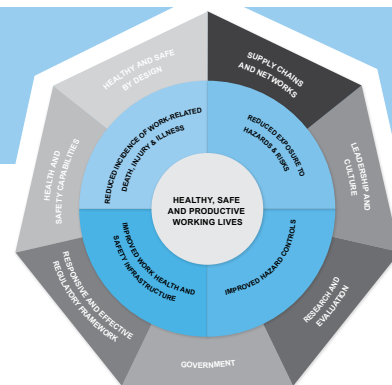 HEALTHY AND SAFE
BY DESIGN
SUPPLY CHAINS
AND NETWORKS
LEADERSHIP AND
CULTURE
RESEARCH AND
EVALUATION
GOVERNMENT
RESPONSIVE AND EFFECTIVE
REGULATORY FRAMEWORK
HEALTH AND
SAFETY CAPABILITIES
REDUCED INCIDENCE OF WORK-RELATED
DEATH, INJURY & ILLNESS
REDUCED EXPOSURE TO
HAZARDS & RISKS
IMPROVED HAZARD CONTROLS
IMPROVED WORK HEALTH AND
SAFETY INFRASTRUCTURE
HEALTHY, SAFE
AND PRODUCTIVE
WORKING LIVES